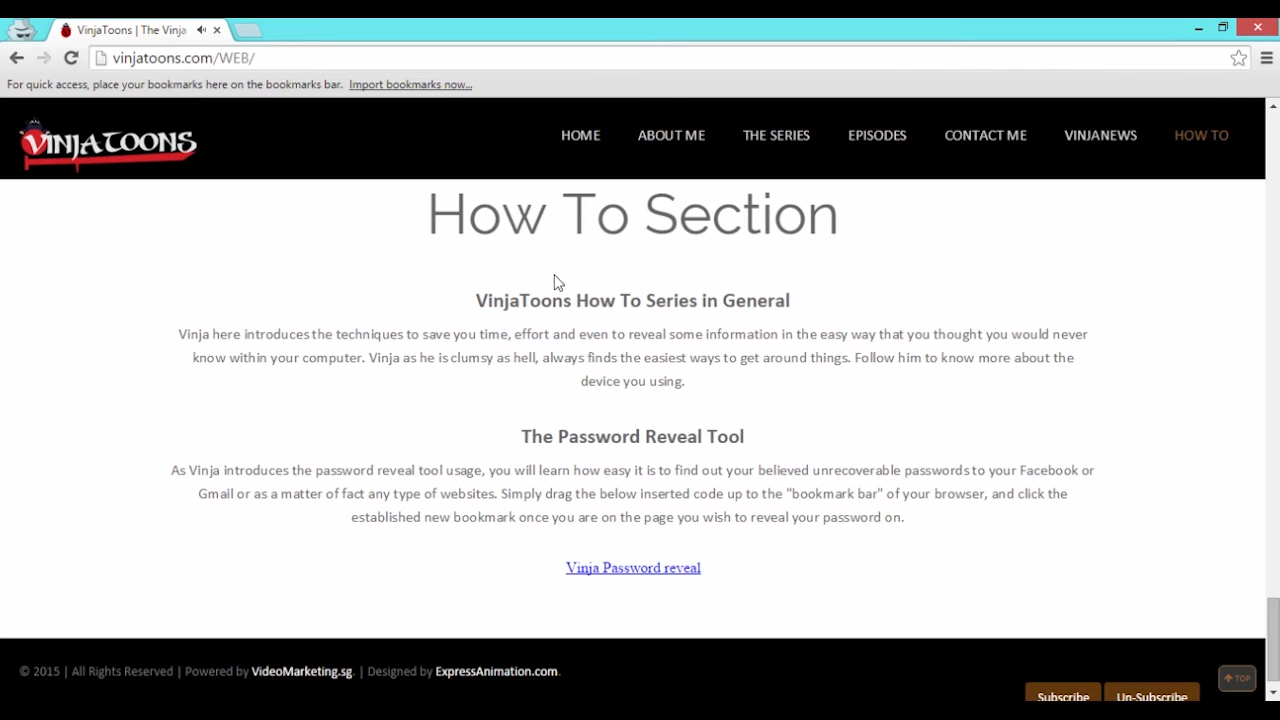 VinjaToons | The Vinja
vinjatoons.com/WEB/
For quick access, place your bookmarks here on the bookmarks bar. Import bookmarks now...
VINJATOONS
HOME ABOUT ME THE SERIES EPISODES CONTACT ME VINJANEWS HOW TO
How To Section
VinjaToons How To Series in General
Vinja here introduces the techniques to save you time, effort and even to reveal some information in the easy way that you thought you would never
know within your computer. Vinja as he is clumsy as hell, always finds the easiest ways to get around things. Follow him to know more about the
device you using.
The Password Reveal Tool
As Vinja introduces the password reveal tool usage, you will learn how easy it is to find out your believed unrecoverable passwords to your Facebook or
Gmail or as a matter of fact any type of websites. Simply drag the below inserted code up to the "bookmark bar" of your browser, and click the
established new bookmark once you are on the page you wish to reveal your password on.
Vinja Password reveal
© 2015 | All Rights Reserved | Powered by VideoMarketing.sg. | Designed by ExpressAnimation.com.
TOP
Subscribe Un-Subscribe